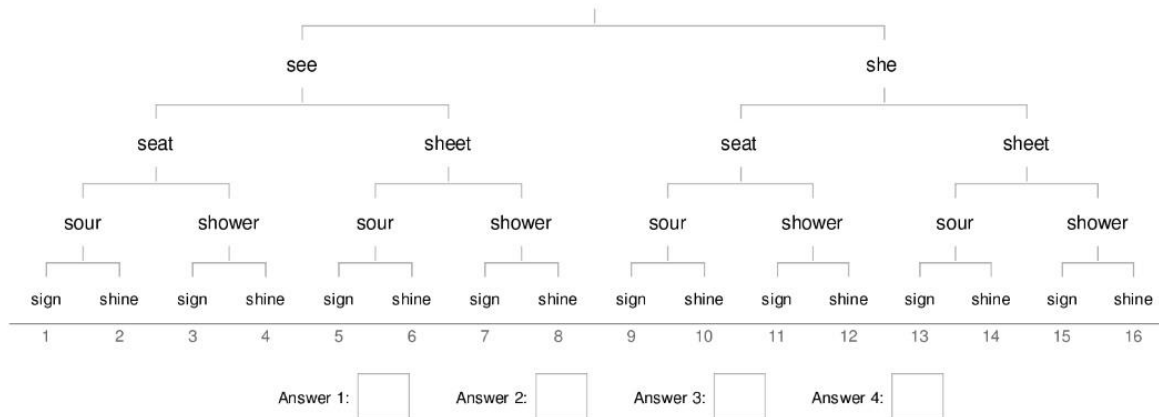 see she
seat sheet seat sheet
sour shower sour shower sour shower sour shower
sign shine sign shine sign shine sign shine sign shine sign shine sign shine sign shine
1 2 3 4 5 6 7 8 9 10 11 12 13 14 15 16
Answer 1: Answer 2: Answer 3: Answer 4: